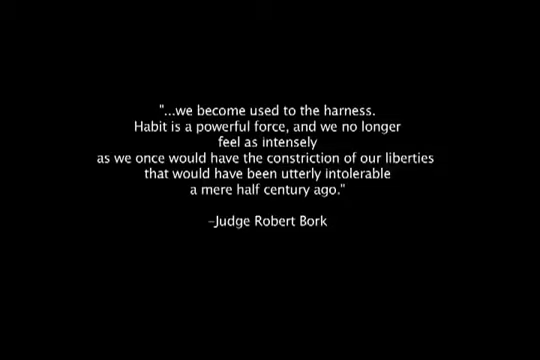 "...we become used to the harness.
Habit is a powerful force, and we no longer
feel as intensely
as we once would have the constriction of our liberties
that would have been utterly intolerable
a mere half century ago."
–Judge Robert Bork